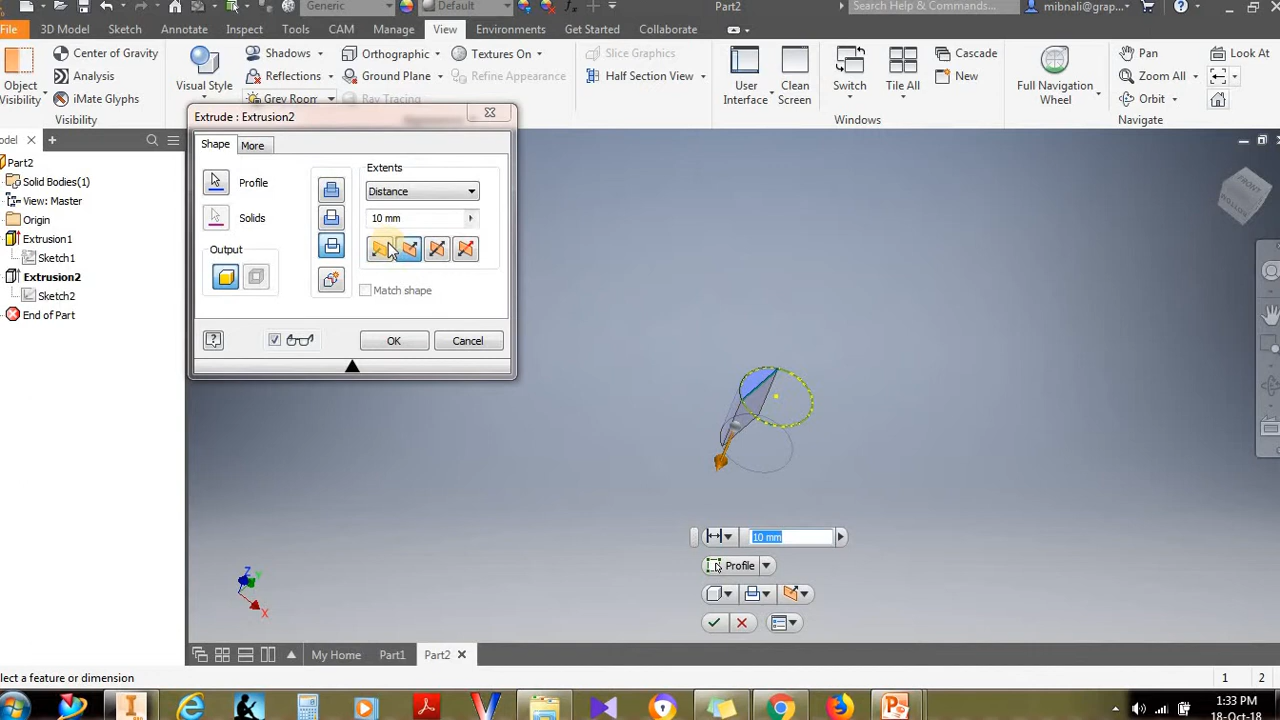 Generic
Default
Part2
Search Help & Commands...
mibnali@grap...
File
3D Model
Sketch
Annotate
Inspect
Tools
CAM
Manage
View
Environments
Get Started
Collaborate
Object
Visibility
Center of Gravity
Analysis
iMate Glyphs
Visibility
Visual Style
Shadows
Reflections
Grey Room
Orthographic
Ground Plane
Ray Tracing
Textures On
Refine Appearance
Slice Graphics
Half Section View
User
Interface
Clean
Screen
Switch
Tile All
Cascade
New
Windows
Full Navigation
Wheel
Pan
Zoom All
Orbit
Look At
Navigate
odel
Part2
Solid Bodies(1)
View: Master
Origin
Extrusion1
Sketch1
Extrusion2
Sketch2
End of Part
Extrude : Extrusion2
Shape
More
Profile
Solids
Output
Extents
Distance
10 mm
Match shape
OK
Cancel
FRONT
10 mm
Profile
Z
Y
X
My Home
Part1
Part2
elect a feature or dimension
1
2
1:33 PM
18-Oct-18